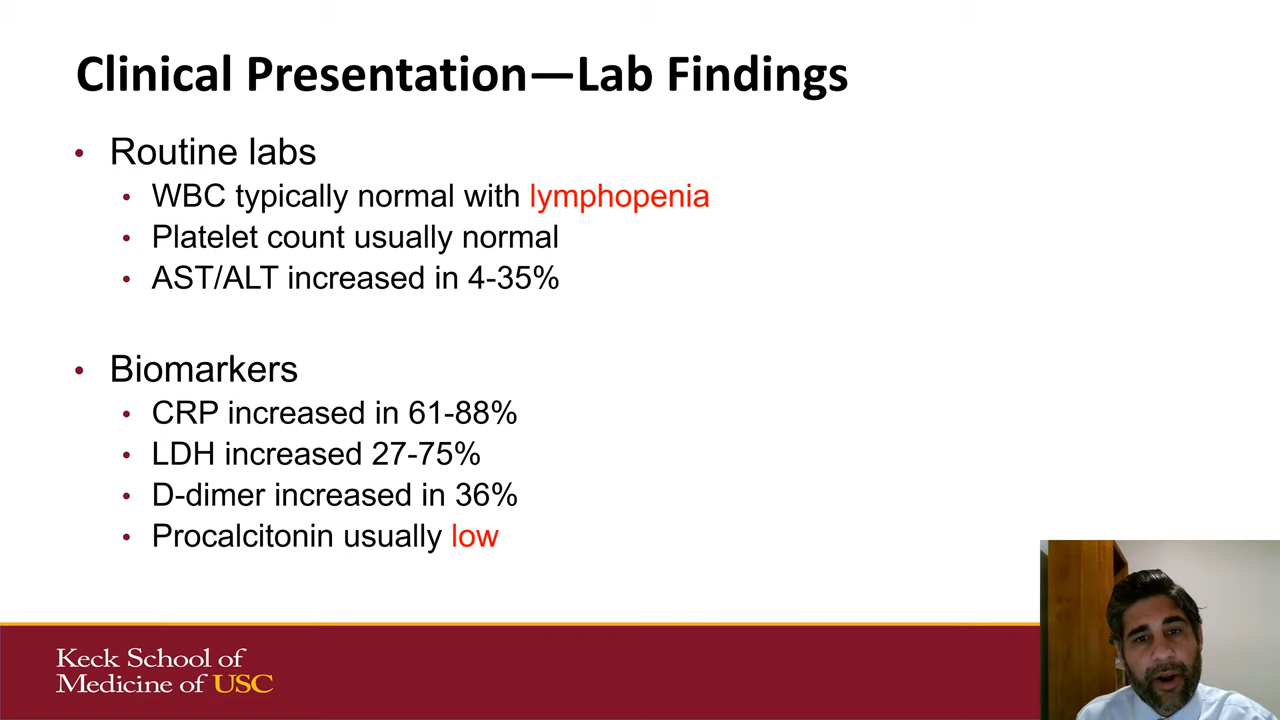 Clinical Presentation—Lab Findings
• Routine labs
• WBC typically normal with lymphopenia
• Platelet count usually normal
• AST/ALT increased in 4-35%
• Biomarkers
• CRP increased in 61-88%
• LDH increased 27-75%
• D-dimer increased in 36%
• Procalcitonin usually low
Keck School of
Medicine of USC